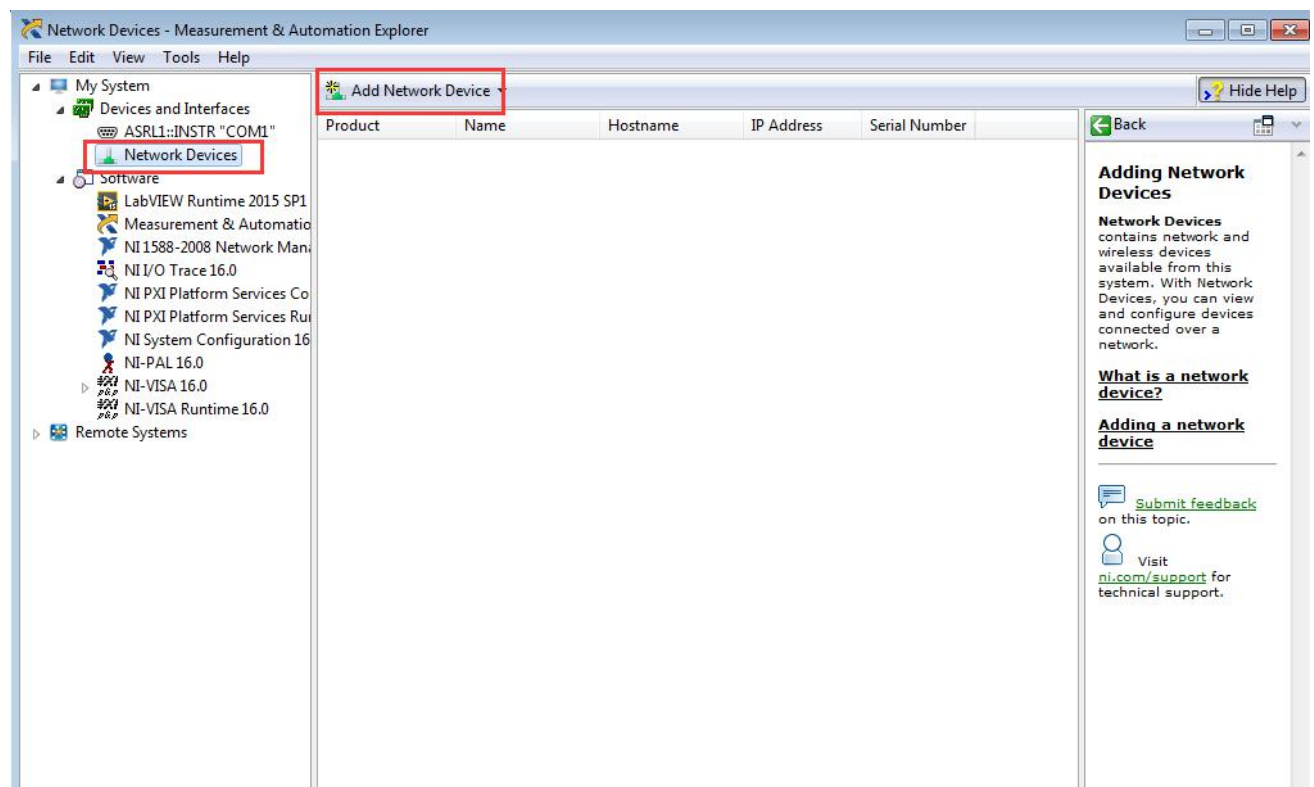 Network Devices - Measurement & Automation Explorer
File Edit View Tools Help
My System
Devices and Interfaces
ASRL1::INSTR "COM1"
Network Devices
Software
LabVIEW Runtime 2015 SP1
Measurement & Automatio
NI 1588-2008 Network Mana
NI I/O Trace 16.0
NI PXI Platform Services Co
NI PXI Platform Services Ru
NI System Configuration 16
NI-PAL 16.0
NI-VISA 16.0
NI-VISA Runtime 16.0
Remote Systems
Add Network Device
Hide Help
Product Name Hostname IP Address Serial Number
Back
Adding Network
Devices
Network Devices
contains network and
wireless devices
available from this
system. With Network
Devices, you can view
and configure devices
connected over a
network.
What is a network
device?
Adding a network
device
Submit feedback
on this topic.
Visit
ni.com/support for
technical support.